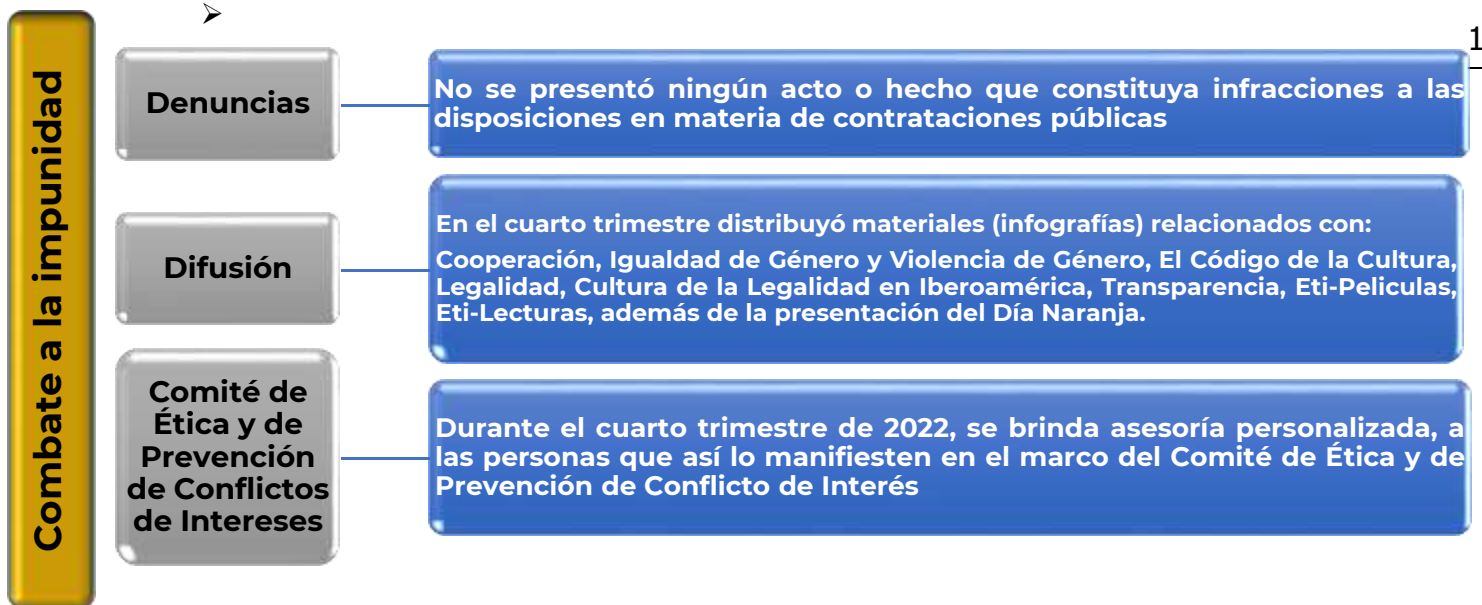 ➢
1
Combate a la impunidad
Denuncias
No se presentó ningún acto o hecho que constituya infracciones a las
disposiciones en materia de contrataciones públicas
Difusión
En el cuarto trimestre distribuyó materiales (infografías) relacionados con:
Cooperación, Igualdad de Género y Violencia de Género, El Código de la Cultura,
Legalidad, Cultura de la Legalidad en Iberoamérica, Transparencia, Eti-Peliculas,
Eti-Lecturas, además de la presentación del Día Naranja.
Comité de
Ética y de
Prevención
de Conflictos
de Intereses
Durante el cuarto trimestre de 2022, se brinda asesoría personalizada, a
las personas que así lo manifiesten en el marco del Comité de Ética y de
Prevención de Conflicto de Interés